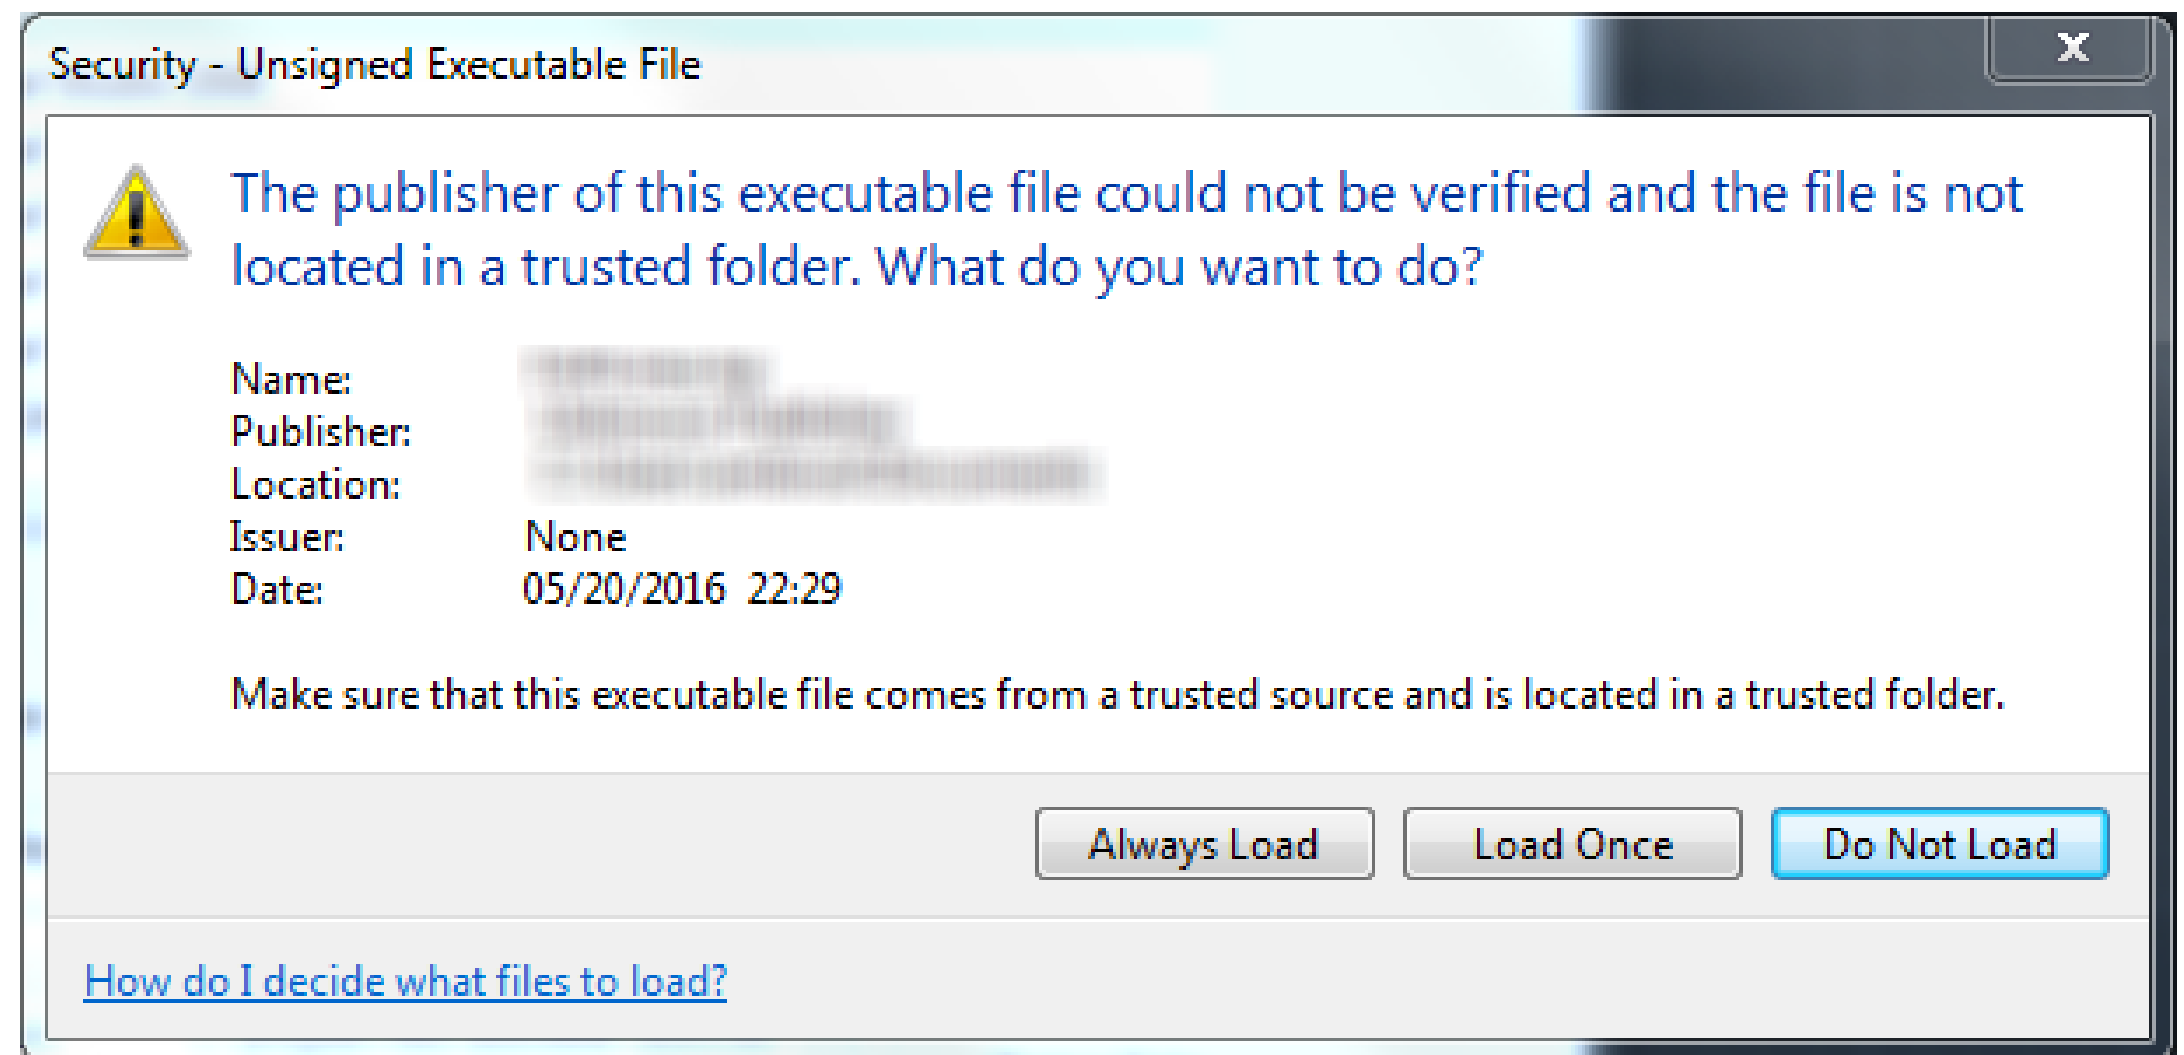 Security - Unsigned Executable File
x
The publisher of this executable file could not be verified and the file is not
located in a trusted folder. What do you want to do?
Name:
Publisher:
Location:
Issuer: None
Date: 05/20/2016 22:29
Make sure that this executable file comes from a trusted source and is located in a trusted folder.
Always Load Load Once Do Not Load
How do I decide what files to load?